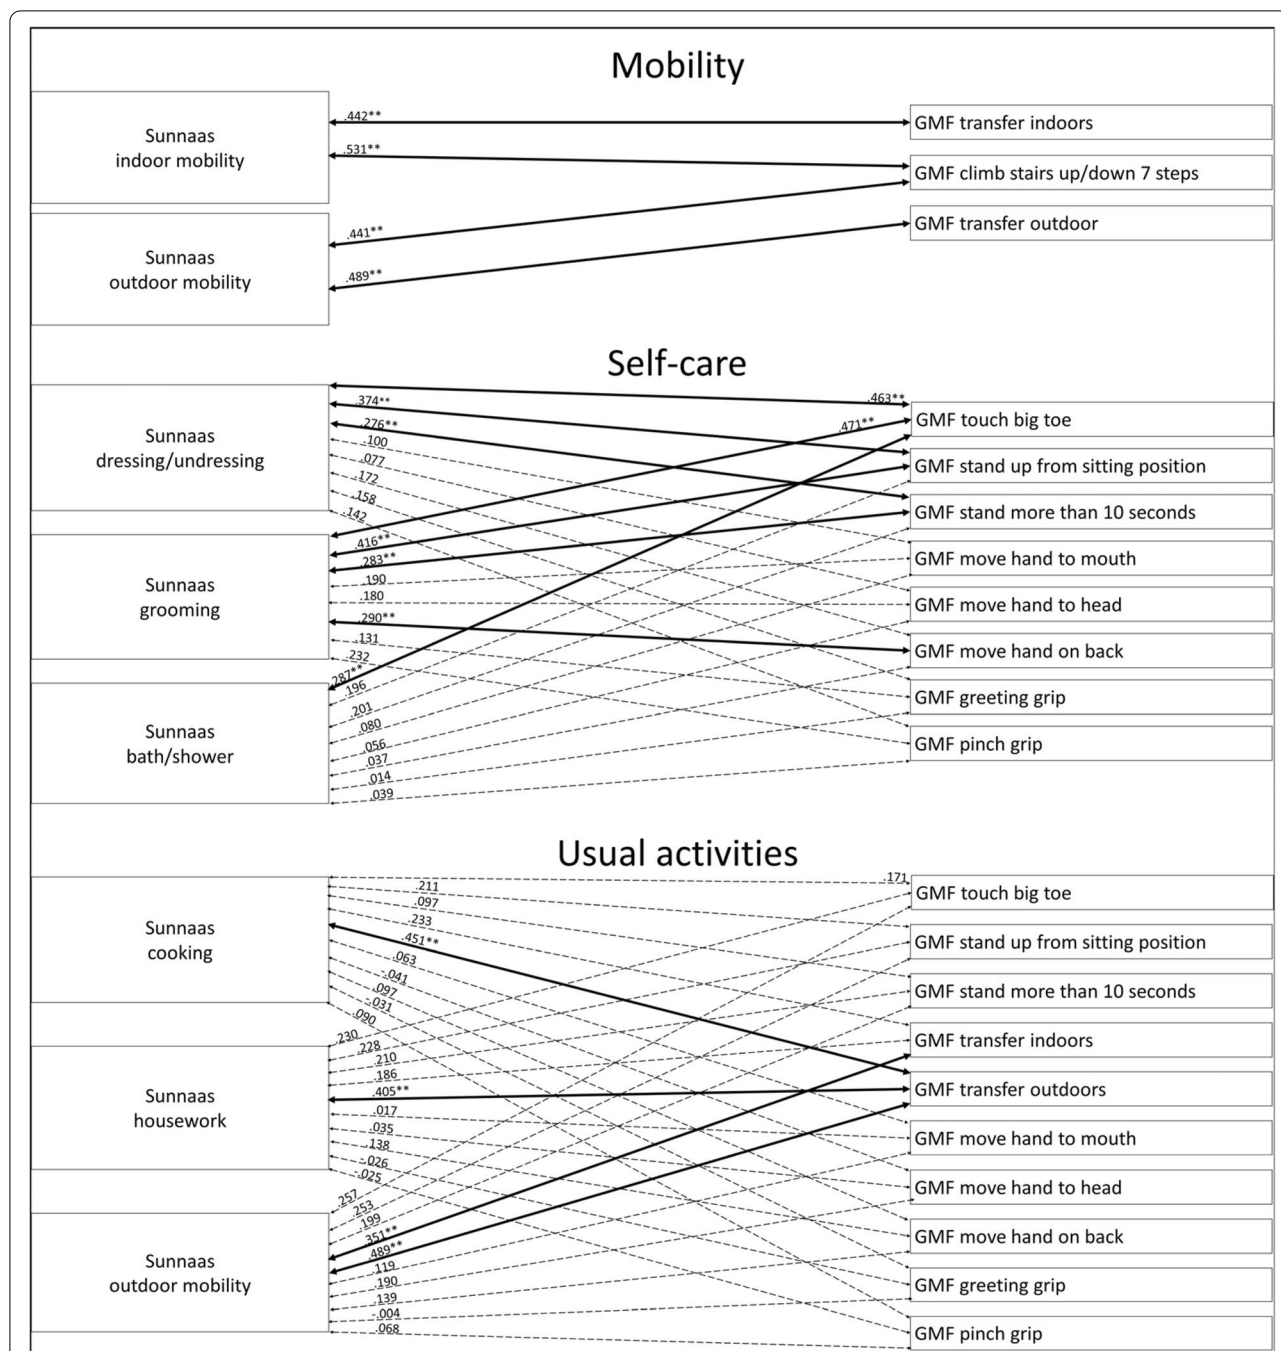 Mobility
Sunnaas
indoor mobility
.442**
.531**
GMF transfer indoors
GMF climb stairs up/down 7 steps
Sunnaas
outdoor mobility
.441**
.489**
GMF transfer outdoor
Self-care
Sunnaas
dressing/undressing
.463**
.374**
.276**
.100
.077
.172
.158
.142
Sunnaas
grooming
.471**
.416**
.283**
.190
.180
.290**
.131
.232
Sunnaas
bath/shower
.287**
.196
.201
.080
.056
.037
.014
.039
GMF touch big toe
GMF stand up from sitting position
GMF stand more than 10 seconds
GMF move hand to mouth
GMF move hand to head
GMF move hand on back
GMF greeting grip
GMF pinch grip
Usual activities
Sunnaas
cooking
.171
.211
.097
.233
.451**
.063
-.041
.097
-.031
.090
Sunnaas
housework
.230
.228
.210
.186
.405**
.017
.035
.138
-.026
-.025
Sunnaas
outdoor mobility
.257
.253
.199
.351**
.489**
.119
.190
.139
-.004
.068
GMF touch big toe
GMF stand up from sitting position
GMF stand more than 10 seconds
GMF transfer indoors
GMF transfer outdoors
GMF move hand to mouth
GMF move hand to head
GMF move hand on back
GMF greeting grip
GMF pinch grip